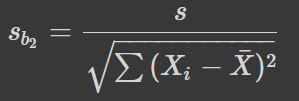 s_{b_2} = \frac{s}{\sqrt{\sum (X_i - \bar{X})^2}}